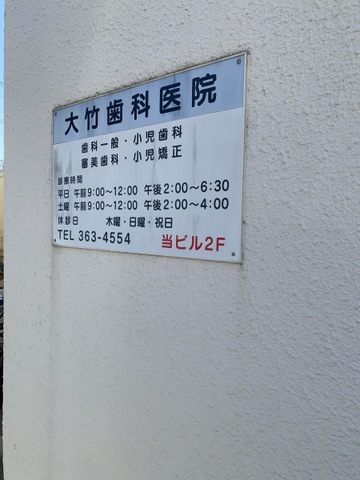 大竹歯科医院
歯科一般・小児歯科
審美歯科・小児矯正
診療時間
平日 午前9:00～12:00 午後2:00～6:30
土曜 午前9:00～12:00 午後2:00～4:00
休診日 木曜・日曜・祝日
TEL 363-4554 当ビル2F